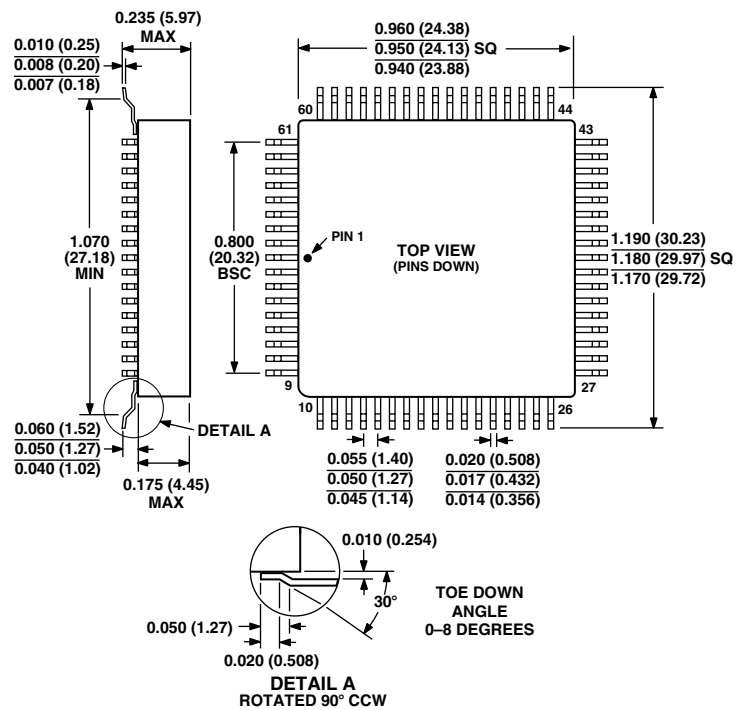 0.235 (5.97)
MAX
0.010 (0.25)
0.008 (0.20)
0.007 (0.18)
0.960 (24.38)
0.950 (24.13) SQ
0.940 (23.88)
60
44
61
43
1.070
(27.18)
MIN
0.800
(20.32)
BSC
PIN 1
TOP VIEW
(PINS DOWN)
1.190 (30.23)
1.180 (29.97) SQ
1.170 (29.72)
9
27
10
26
DETAIL A
0.060 (1.52)
0.050 (1.27)
0.040 (1.02)
0.175 (4.45)
MAX
0.055 (1.40)
0.050 (1.27)
0.045 (1.14)
0.020 (0.508)
0.017 (0.432)
0.014 (0.356)
0.010 (0.254)
30°
TOE DOWN
ANGLE
0–8 DEGREES
0.050 (1.27)
0.020 (0.508)
DETAIL A
ROTATED 90° CCW